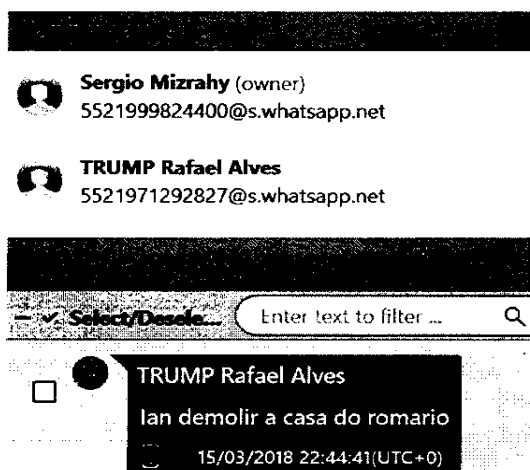 Sergio Mizrahy (owner)
5521999824400@s.whatsapp.net
TRUMP Rafael Alves
5521971292827@s.whatsapp.net
Select/Desele... Enter text to filter ...
TRUMP Rafael Alves
Ian demolir a casa do romario
15/03/2018 22:44:41(UTC+0)